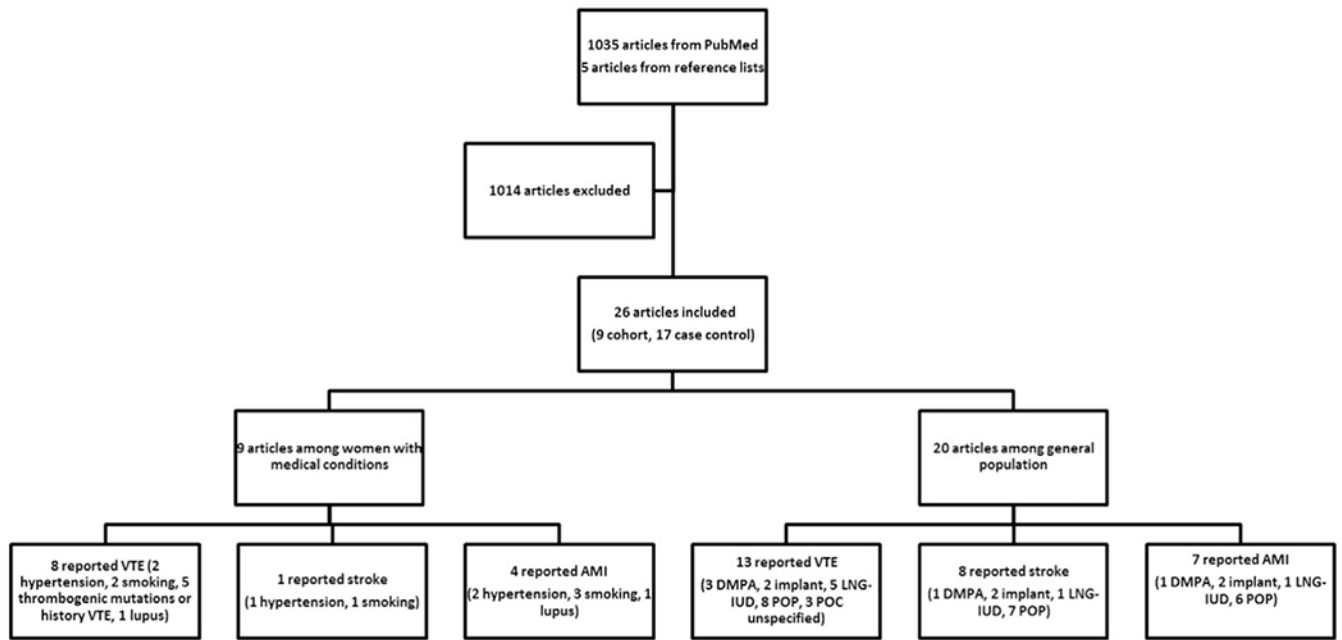 1035 articles from PubMed
5 articles from reference lists
1014 articles excluded
26 articles included
(9 cohort, 17 case control)
9 articles among women with
medical conditions
20 articles among general
population
8 reported VTE (2
hypertension, 2 smoking, 5
thrombogenic mutations or
history VTE, 1 lupus)
1 reported stroke
(1 hypertension, 1 smoking)
4 reported AMI
(2 hypertension, 3 smoking, 1
lupus)
13 reported VTE
(3 DMPA, 2 implant, 5 LNG-
IUD, 8 POP, 3 POC
unspecified)
8 reported stroke
(1 DMPA, 2 implant, 1 LNG-
IUD, 7 POP)
7 reported AMI
(1 DMPA, 2 implant, 1 LNG-
IUD, 6 POP)